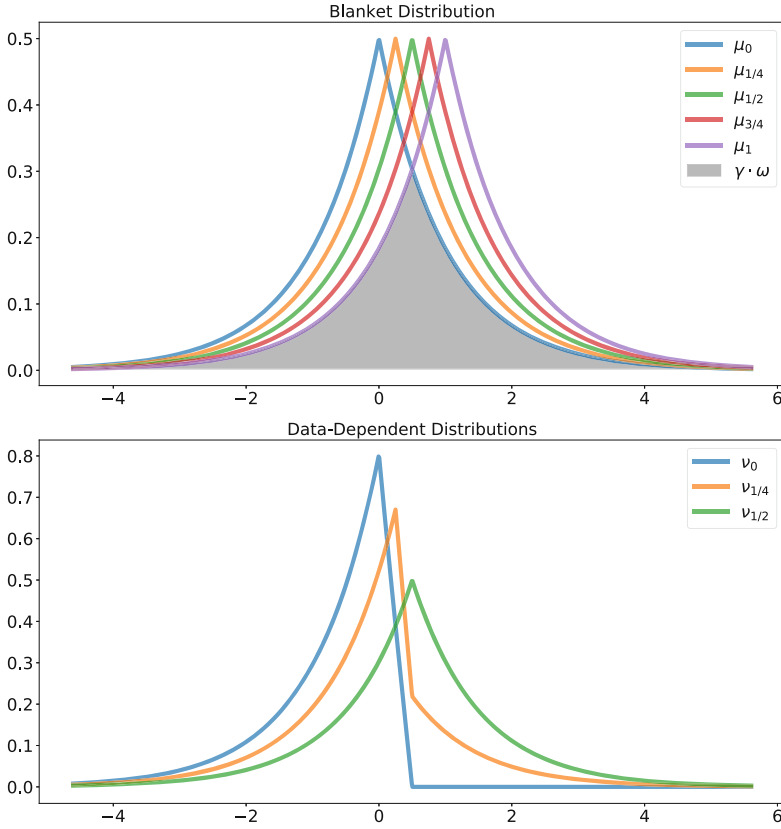 Blanket Distribution
0.5
0.4
0.3
0.2
0.1
0.0
μ₀
μ₁/₄
μ₁/₂
μ₃/₄
μ₁
γ · ω
−4 −2 0 2 4 6
Data-Dependent Distributions
0.8
0.7
0.6
0.5
0.4
0.3
0.2
0.1
0.0
ν₀
ν₁/₄
ν₁/₂
−4 −2 0 2 4 6